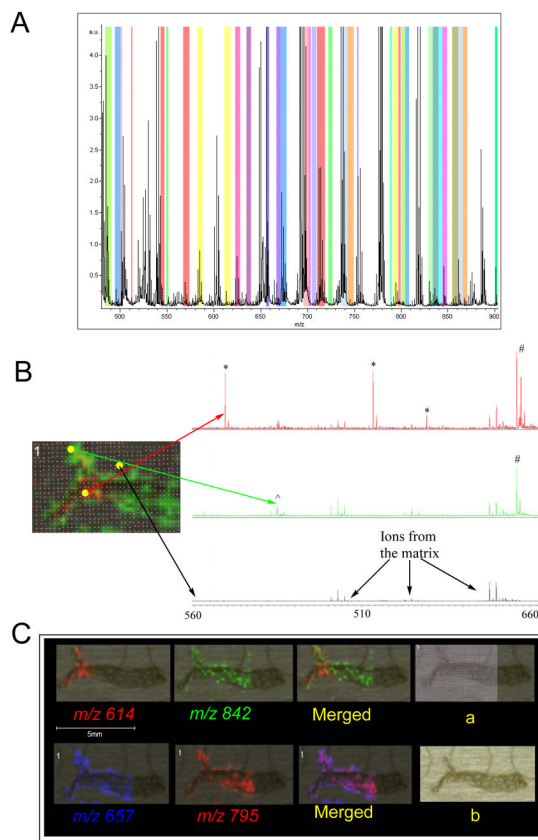 A
a.u.
4.0
3.5
3.0
2.5
2.0
1.5
1.0
0.5
500 550 600 650 700 750 800 850 900
m/z
B
* * * #
1
^ #
Ions from
the matrix
560 510 660
C
1
m/z 614 m/z 842 Merged a
5mm
1 1 1
m/z 657 m/z 795 Merged b